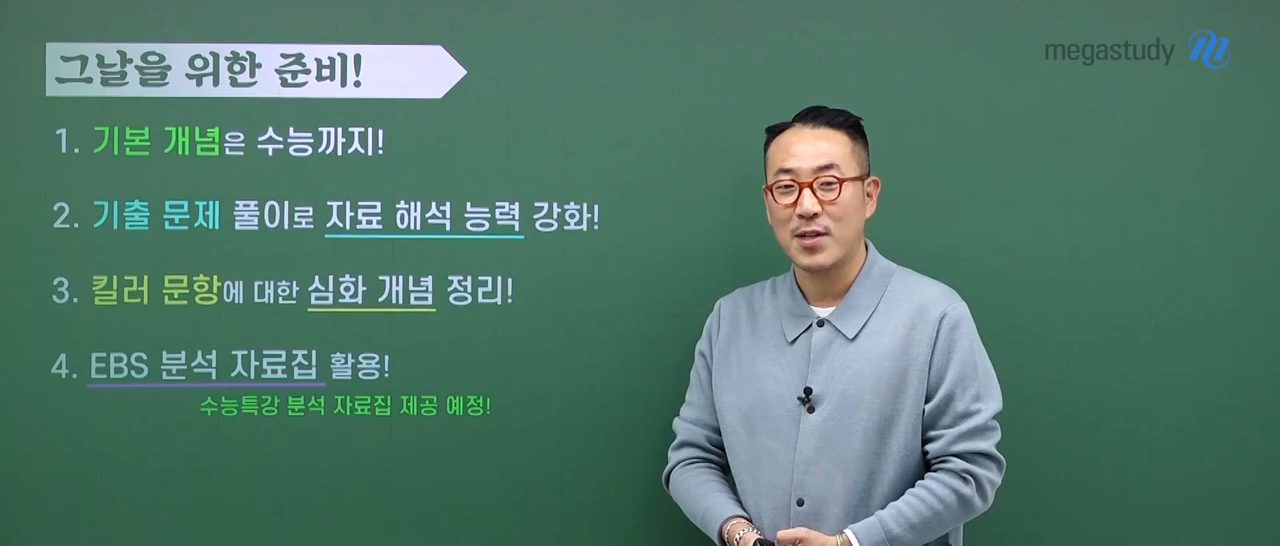 그날을 위한 준비!
megastudy
1. 기본 개념은 수능까지!
2. 기출 문제 풀이로 자료 해석 능력 강화!
3. 킬러 문항에 대한 심화 개념 정리!
4. EBS 분석 자료집 활용!
수능특강 분석 자료집 제공 예정!